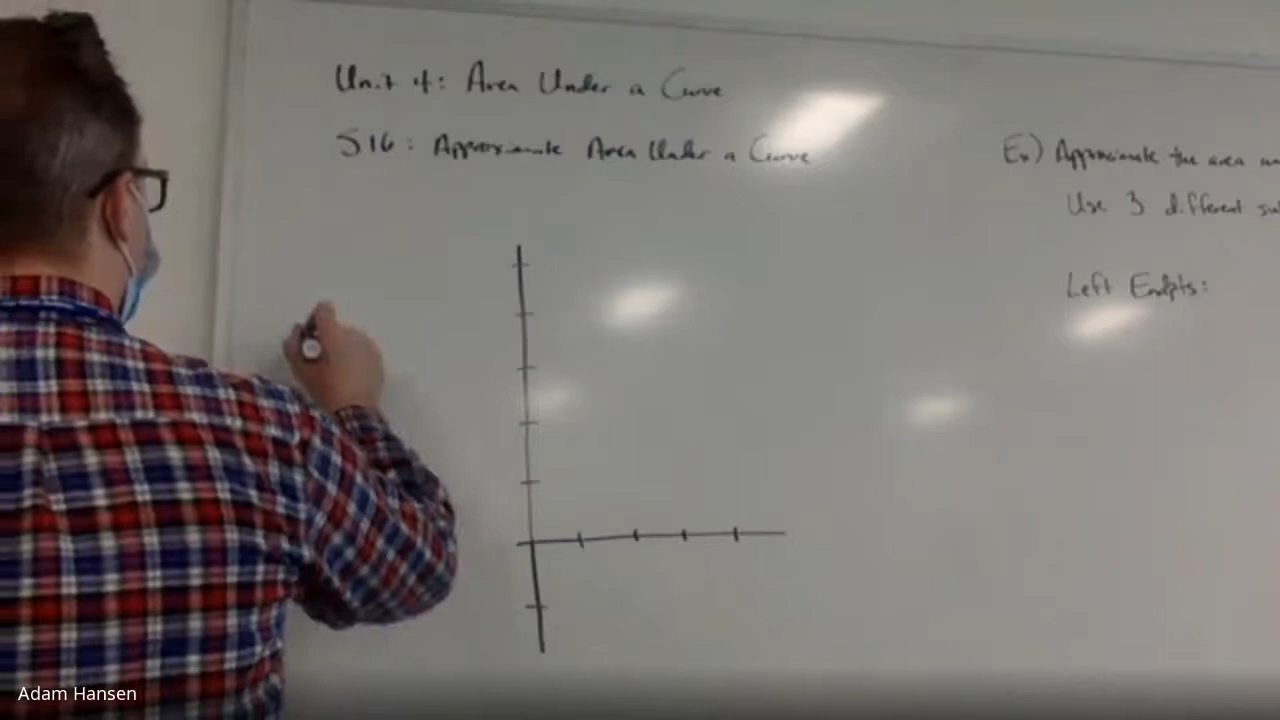 Unit 4: Area Under a Curve
S16: Approximate Area Under a Curve
Ex) Approximate the area
Use 3 different
Left Endpts:
Adam Hansen